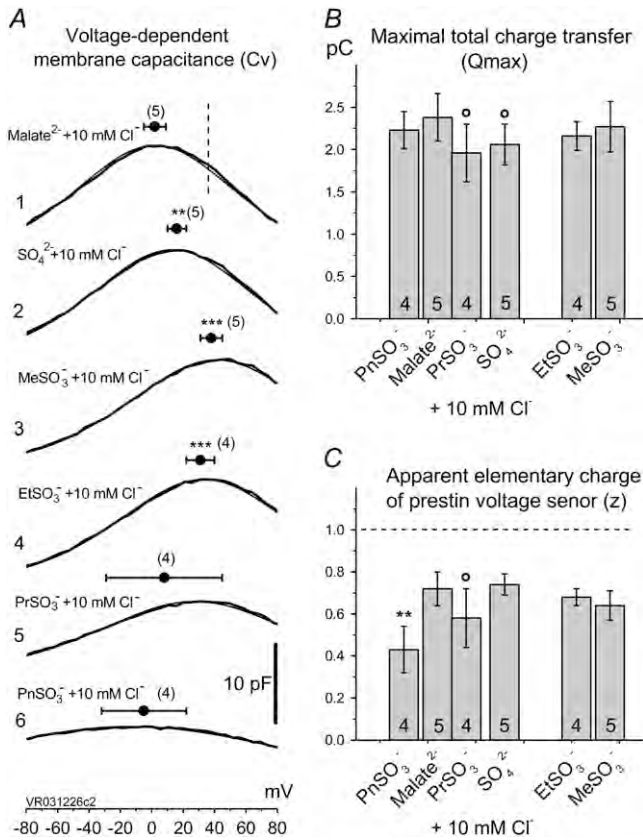 A
Voltage-dependent
membrane capacitance (Cv)
(5)
Malate²⁻+10 mM Cl⁻
1
**(5)
SO₄²⁻+10 mM Cl⁻
2
***(5)
MeSO₃⁻+10 mM Cl⁻
3
***(4)
EtSO₃⁻+10 mM Cl⁻
4
(4)
PrSO₃⁻+10 mM Cl⁻
5
10 pF
PnSO₃⁻+10 mM Cl⁻ (4)
6
VR031226c2
mV
-80 -60 -40 -20 0 20 40 60 80
B
pC
Maximal total charge transfer
(Qmax)
2.5
2.0
1.5
1.0
0.5
0.0
4 5 4 5 4 5
PnSO₃⁻ Malate²⁻ PrSO₃⁻ SO₄²⁻ EtSO₃⁻ MeSO₃⁻
+ 10 mM Cl⁻
C
Apparent elementary charge
of prestin voltage senor (z)
1.0
0.8
0.6
0.4
0.2
0.0
**
4 5 4 5 4 5
PnSO₃⁻ Malate²⁻ PrSO₃⁻ SO₄²⁻ EtSO₃⁻ MeSO₃⁻
+ 10 mM Cl⁻